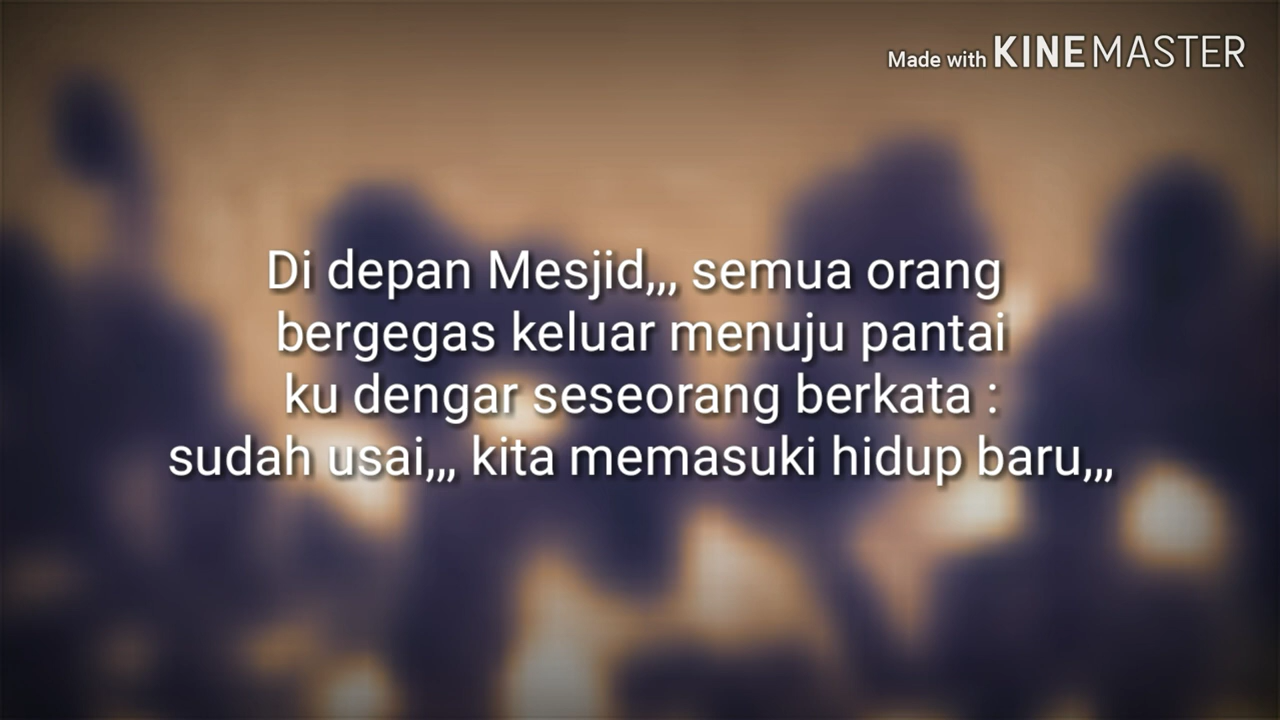 Made with KINEMASTER
Di depan Mesjid,,, semua orang
bergegas keluar menuju pantai
ku dengar seseorang berkata :
sudah usai,,, kita memasuki hidup baru,,,